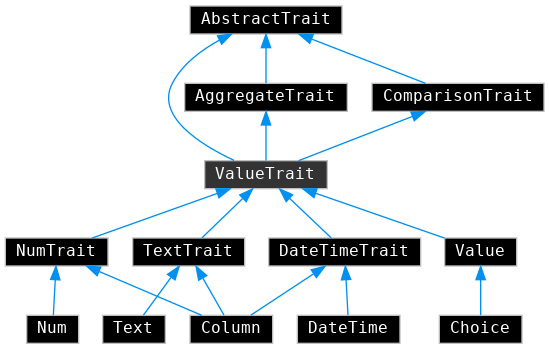 AbstractTrait
AggregateTrait
ComparisonTrait
ValueTrait
NumTrait
TextTrait
DateTimeTrait
Value
Num
Text
Column
DateTime
Choice